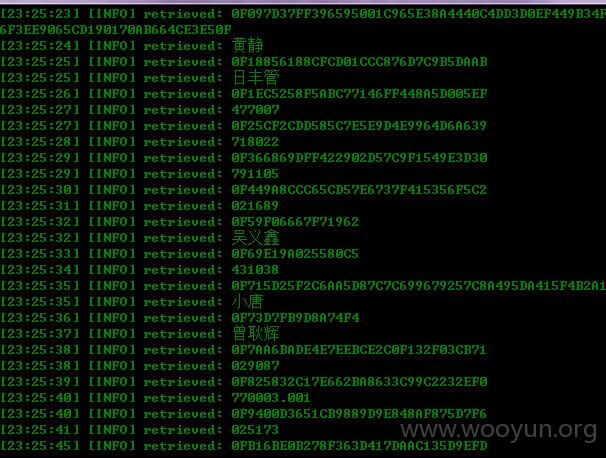 [23:25:23] [INFO] retrieved: 0F097D37FF396595001C965E38A4440C4DD3D0EF449B34F
6F3EE9065CD190170AB664CE3E50F
[23:25:24] [INFO] retrieved: 黄静
[23:25:25] [INFO] retrieved: 0F18856188CFCD01CCC876D7C9B5DAAB
[23:25:25] [INFO] retrieved: 日丰管
[23:25:26] [INFO] retrieved: 0F1EC5258F5ABC77146FF448A5D005EF
[23:25:27] [INFO] retrieved: 477007
[23:25:27] [INFO] retrieved: 0F25CF2CDD585C7E5E9D4E9964D6A639
[23:25:28] [INFO] retrieved: 718022
[23:25:29] [INFO] retrieved: 0F366869DFF422902D57C9F1549E3D30
[23:25:29] [INFO] retrieved: 791105
[23:25:30] [INFO] retrieved: 0F449A8CCC65CD57E6737F415356F5C2
[23:25:31] [INFO] retrieved: 021689
[23:25:32] [INFO] retrieved: 0F59F06667F71962
[23:25:32] [INFO] retrieved: 吴义鑫
[23:25:33] [INFO] retrieved: 0F69E19A025580C5
[23:25:34] [INFO] retrieved: 431038
[23:25:35] [INFO] retrieved: 0F715D25F2C6AA5D87C7C699679257C8A495DA415F4B2A1
[23:25:35] [INFO] retrieved: 小唐
[23:25:36] [INFO] retrieved: 0F73D7FB9D8A74F4
[23:25:37] [INFO] retrieved: 曾耿辉
[23:25:38] [INFO] retrieved: 0F7AA6BADE4E7EEBCE2C0F132F03CB71
[23:25:38] [INFO] retrieved: 029087
[23:25:39] [INFO] retrieved: 0F825832C17E662BA8633C99C2232EF0
[23:25:40] [INFO] retrieved: 770003.001
[23:25:40] [INFO] retrieved: 0F9400D3651CB9889D9E848AF875D7F6
[23:25:41] [INFO] retrieved: 025173
[23:25:45] [INFO] retrieved: 0FB16BE0B278F363D417DAAC135D9EFD
www.wooyun.org